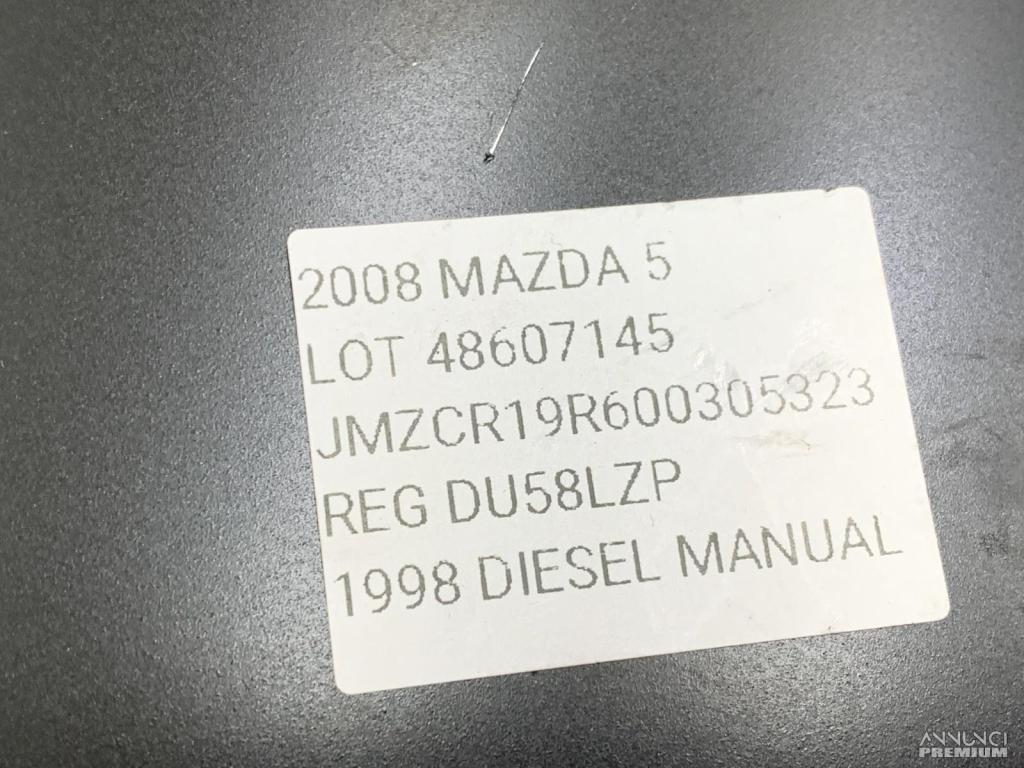 2008 MAZDA 5
LOT 48607145
JMZCR19R600305323
REG DU58LZP
1998 DIESEL MANUAL
ANNUNCI
PREMIUM